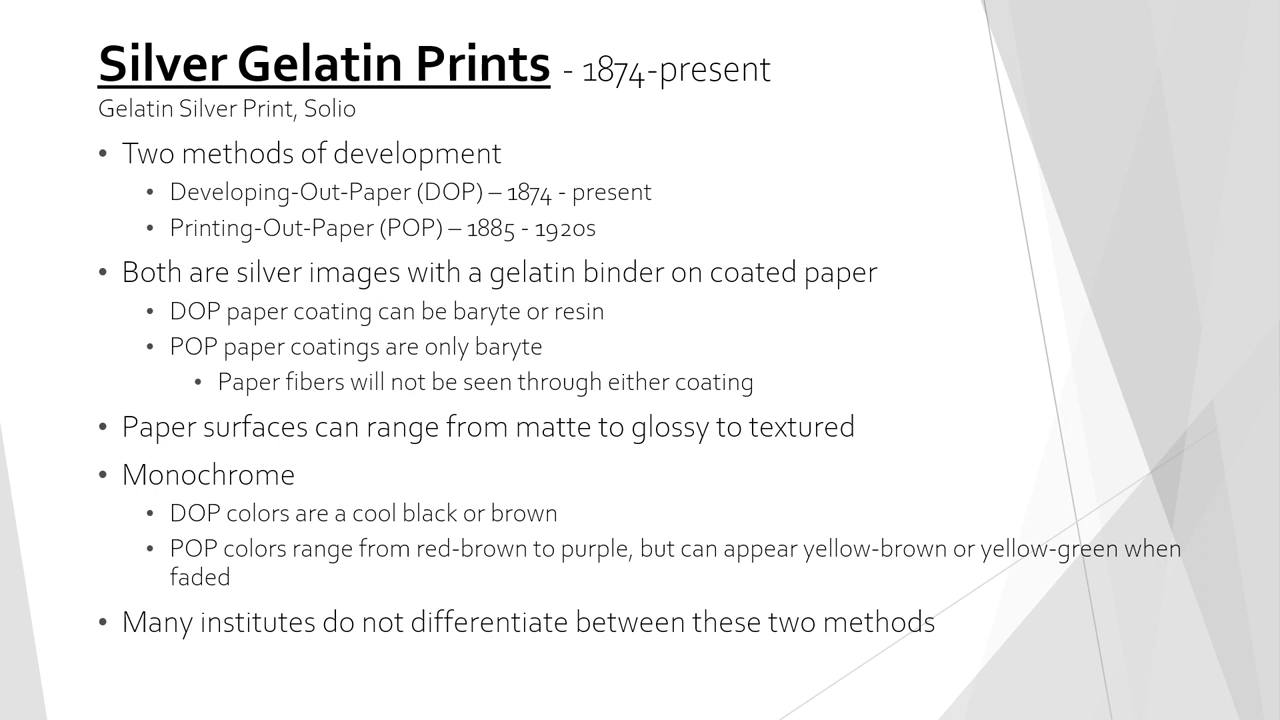 Silver Gelatin Prints - 1874-present
Gelatin Silver Print, Solio
• Two methods of development
• Developing-Out-Paper (DOP) – 1874 - present
• Printing-Out-Paper (POP) – 1885 - 1920s
• Both are silver images with a gelatin binder on coated paper
• DOP paper coating can be baryte or resin
• POP paper coatings are only baryte
• Paper fibers will not be seen through either coating
• Paper surfaces can range from matte to glossy to textured
• Monochrome
• DOP colors are a cool black or brown
• POP colors range from red-brown to purple, but can appear yellow-brown or yellow-green when
faded
• Many institutes do not differentiate between these two methods